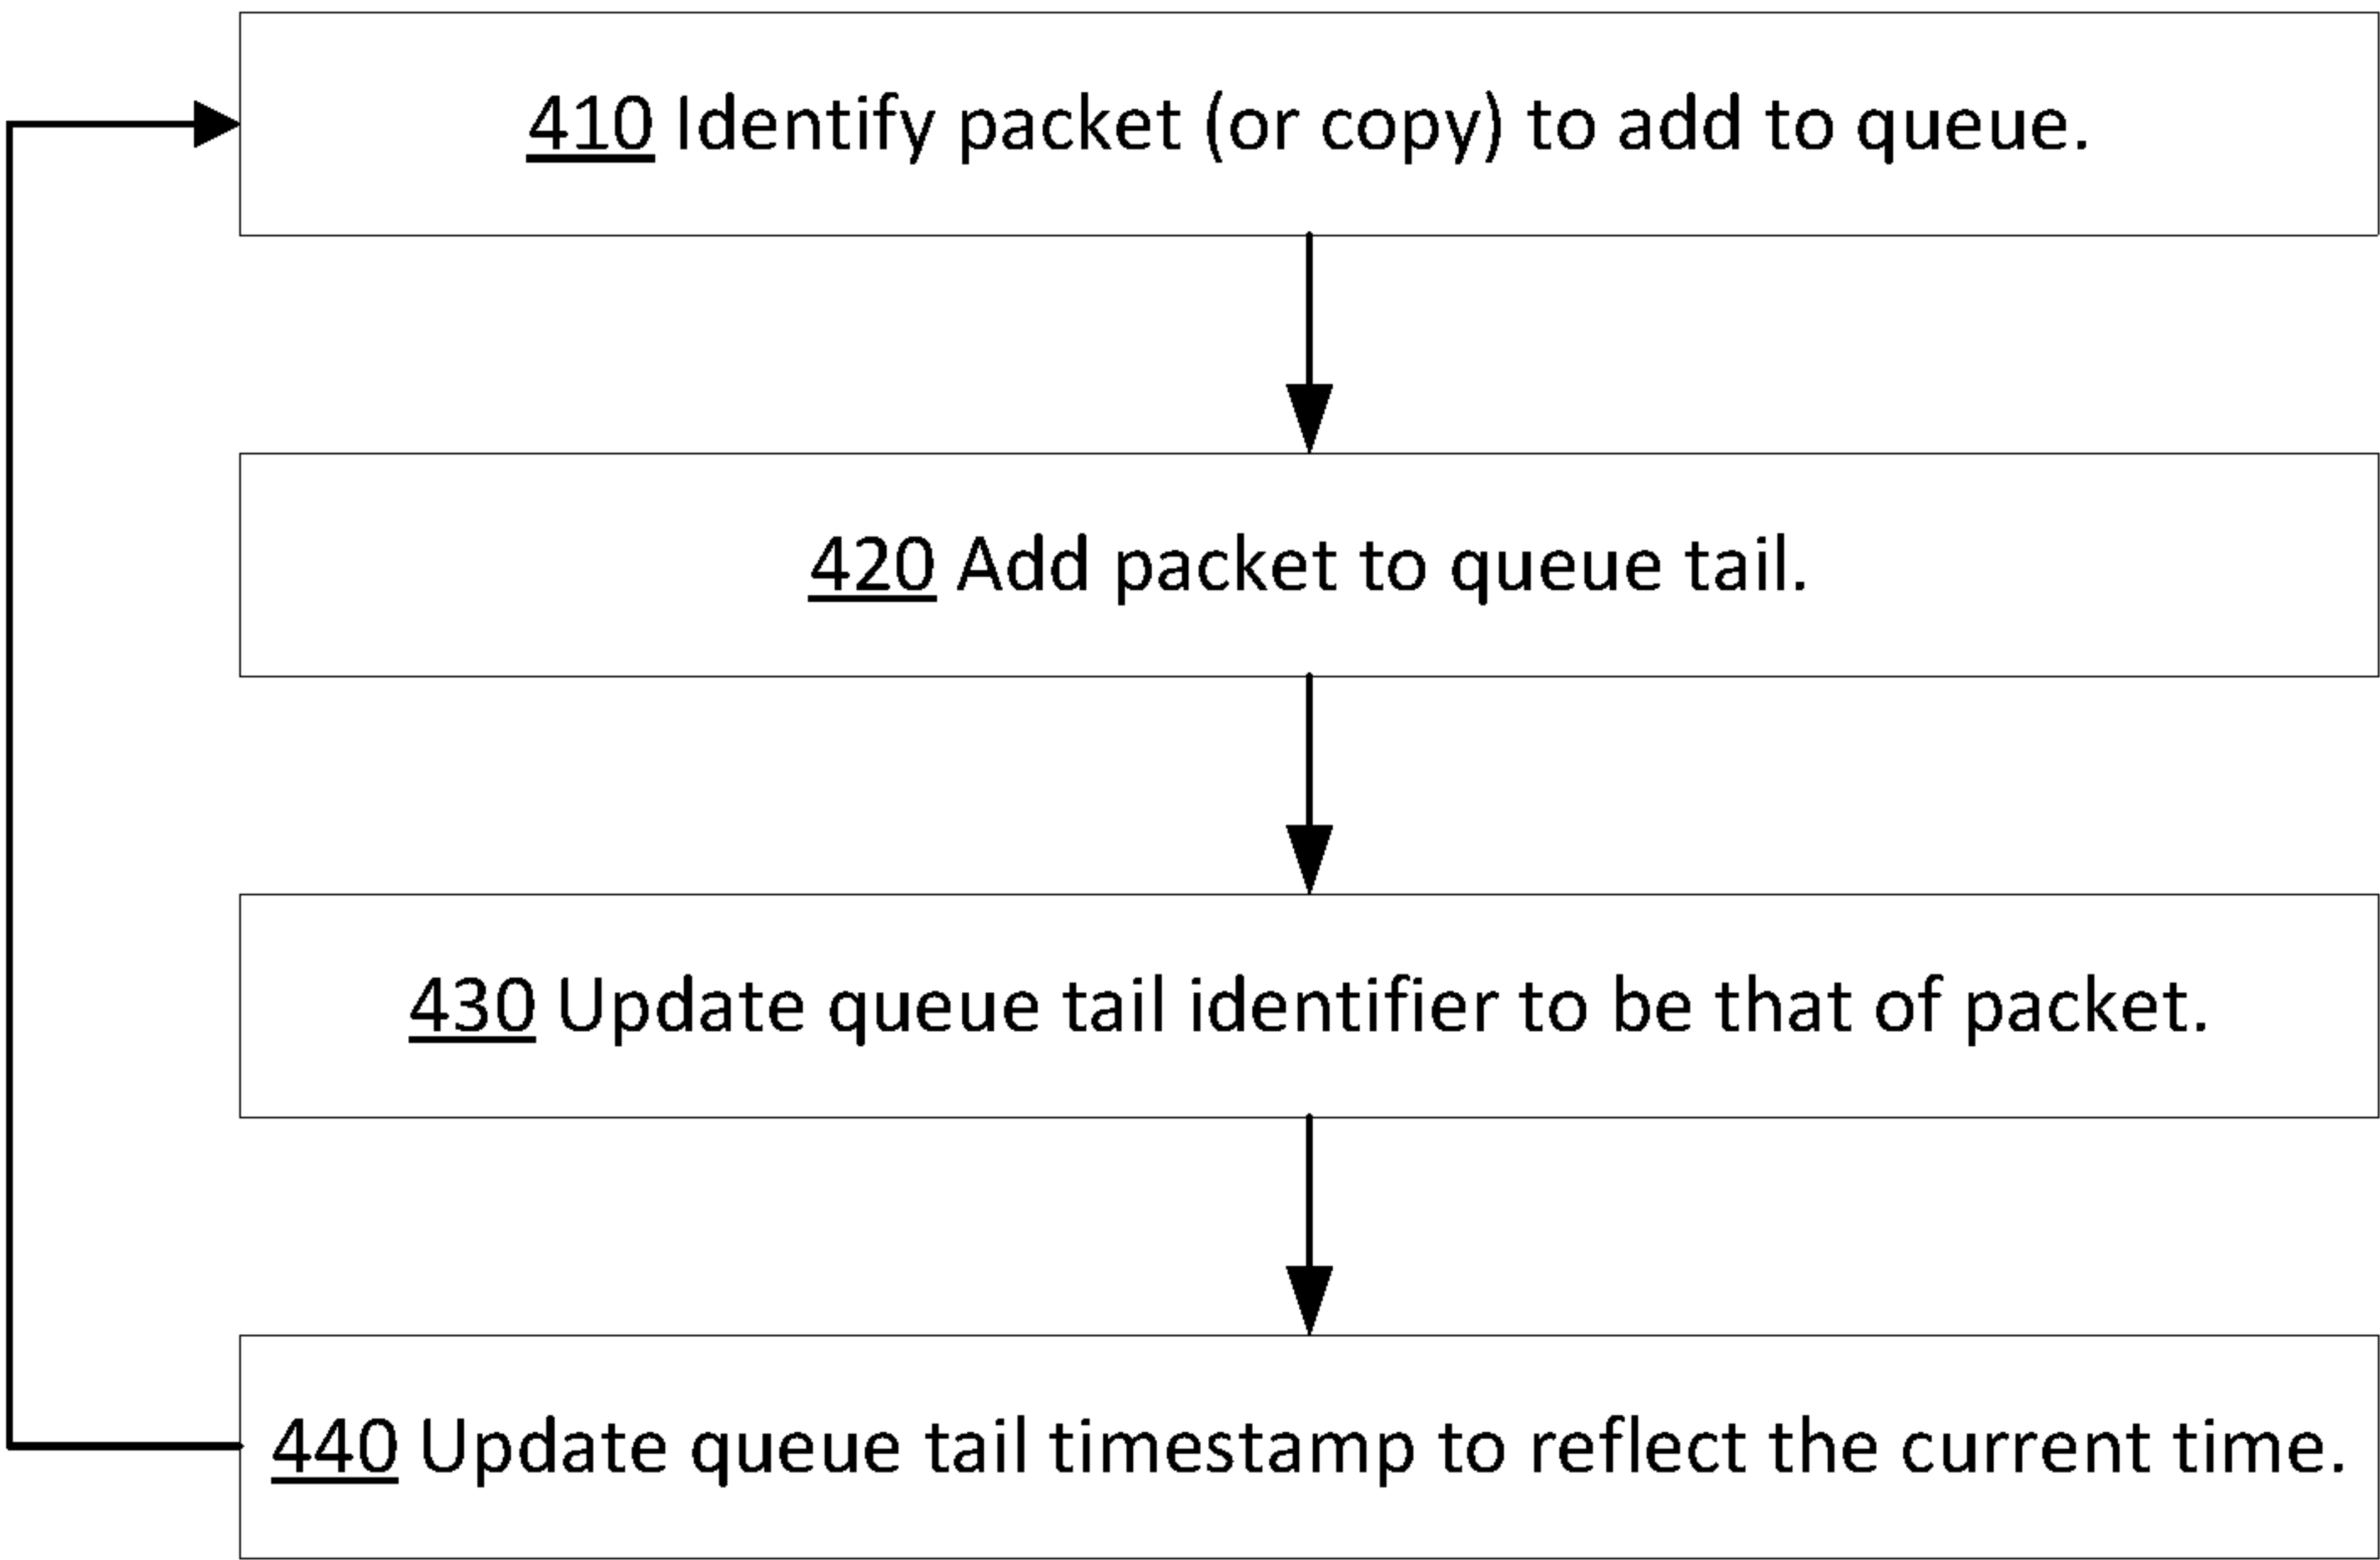 410 Identify packet (or copy) to add to queue.
420 Add packet to queue tail.
430 Update queue tail identifier to be that of packet.
440 Update queue tail timestamp to reflect the current time.